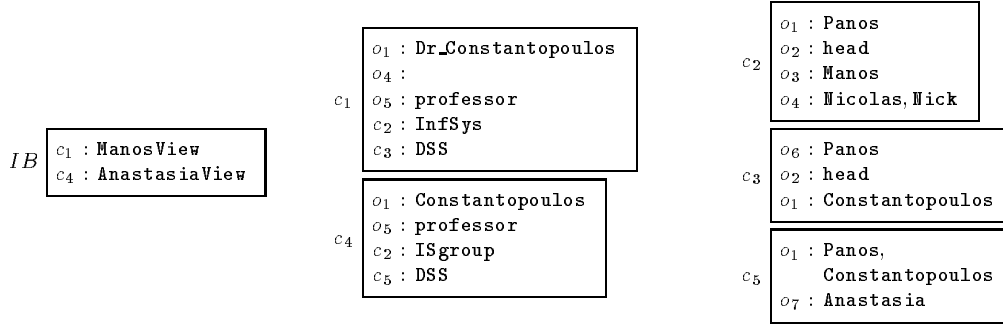 IB
c1 : ManosView
c4 : AnastasiaView
c1
o1 : Dr_Constantopoulos
o4 :
o5 : professor
c2 : InfSys
c3 : DSS
c4
o1 : Constantopoulos
o5 : professor
c2 : ISgroup
c5 : DSS
c2
o1 : Panos
o2 : head
o3 : Manos
o4 : Nicolas, Nick
c3
o6 : Panos
o2 : head
o1 : Constantopoulos
c5
o1 : Panos,
Constantopoulos
o7 : Anastasia